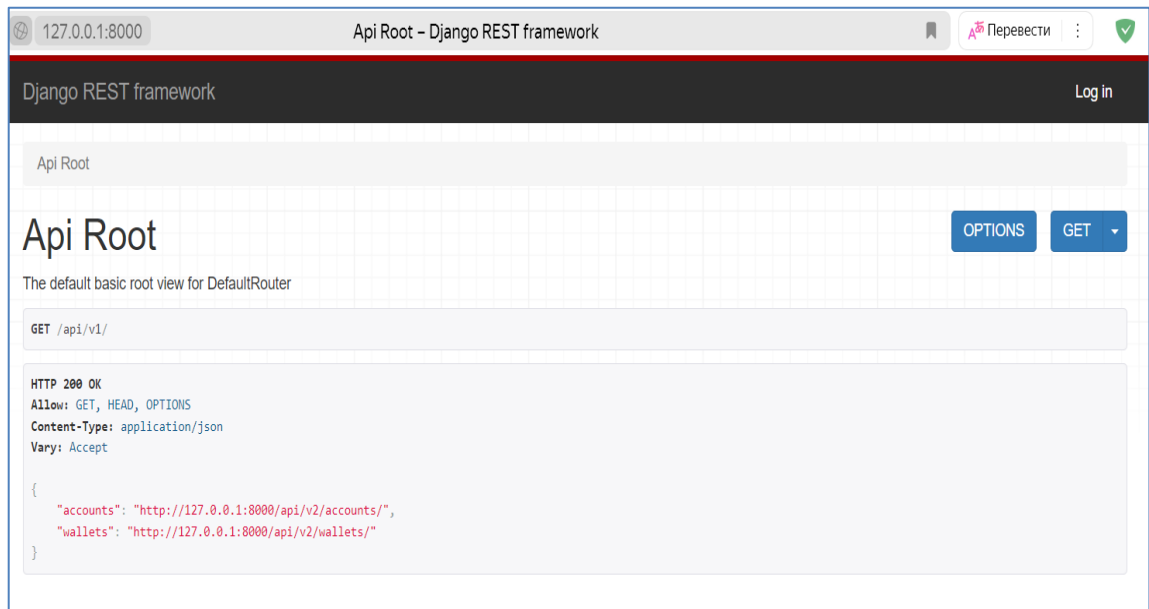 127.0.0.1:8000 Api Root – Django REST framework Aあ Перевести
Django REST framework Log in
Api Root
Api Root OPTIONS GET
The default basic root view for DefaultRouter
GET /api/v1/
HTTP 200 OK
Allow: GET, HEAD, OPTIONS
Content-Type: application/json
Vary: Accept
{
"accounts": "http://127.0.0.1:8000/api/v2/accounts/",
"wallets": "http://127.0.0.1:8000/api/v2/wallets/"
}